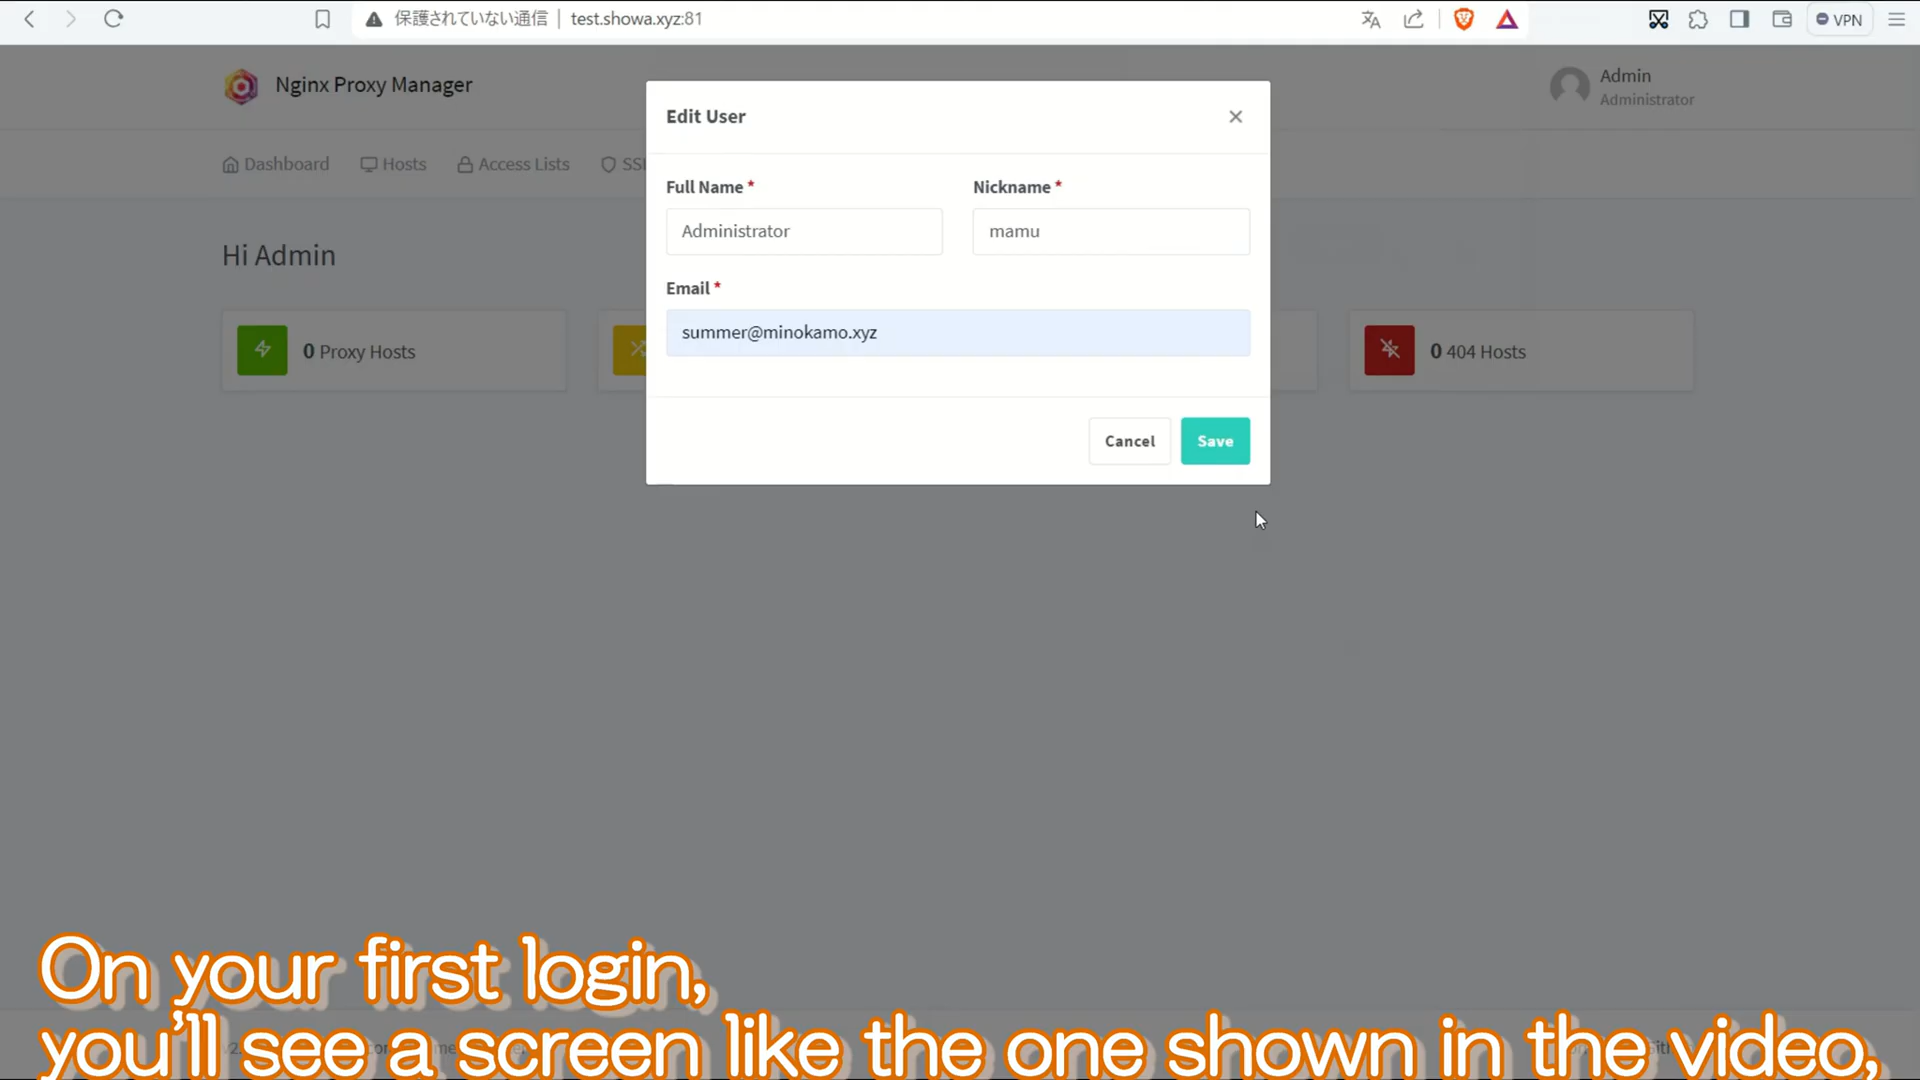 保護されていない通信 | test.showa.xyz:81
VPN
Nginx Proxy Manager
Admin
Administrator
Dashboard
Hosts
Access Lists
SSL
Edit User
×
Full Name *
Nickname *
Administrator
mamu
Email *
summer@minokamo.xyz
Cancel
Save
Hi Admin
0 Proxy Hosts
0 404 Hosts
On your first login,
you'll see a screen like the one shown in the video,